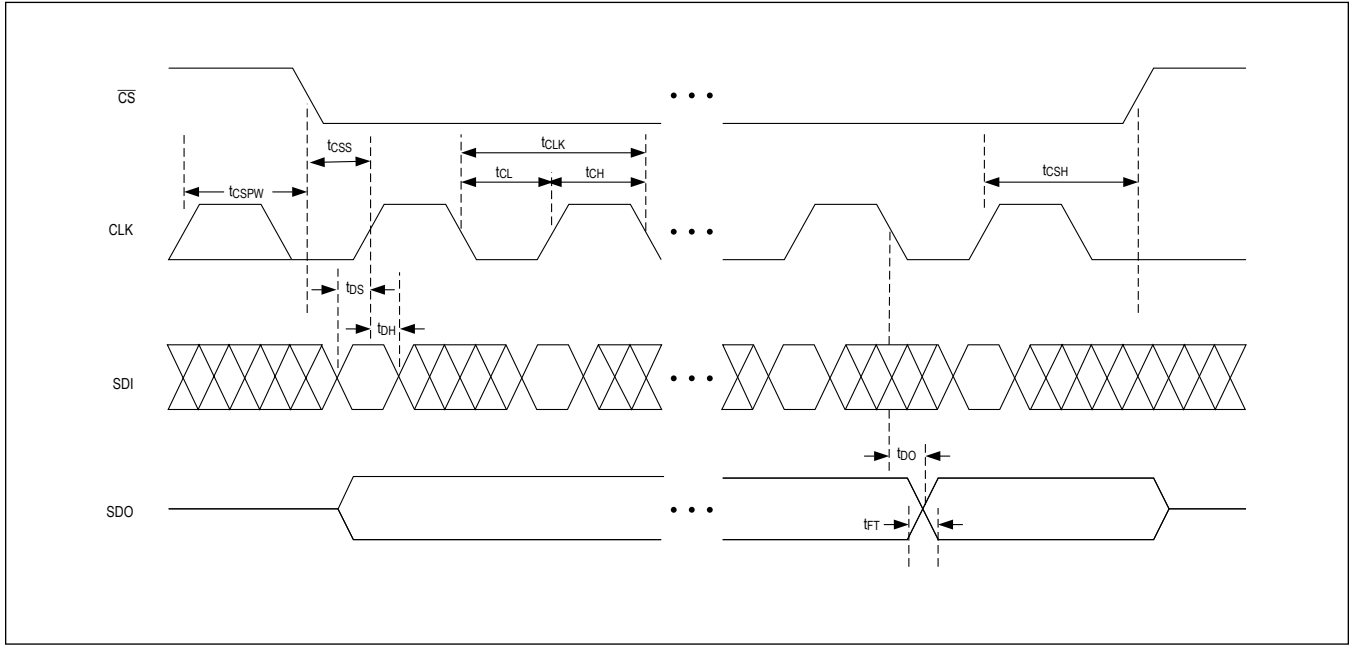 CS
tCSS
tCLK
tCSPW
tCL
tCH
tCSH
CLK
tDS
tDH
SDI
tDO
SDO
tFT